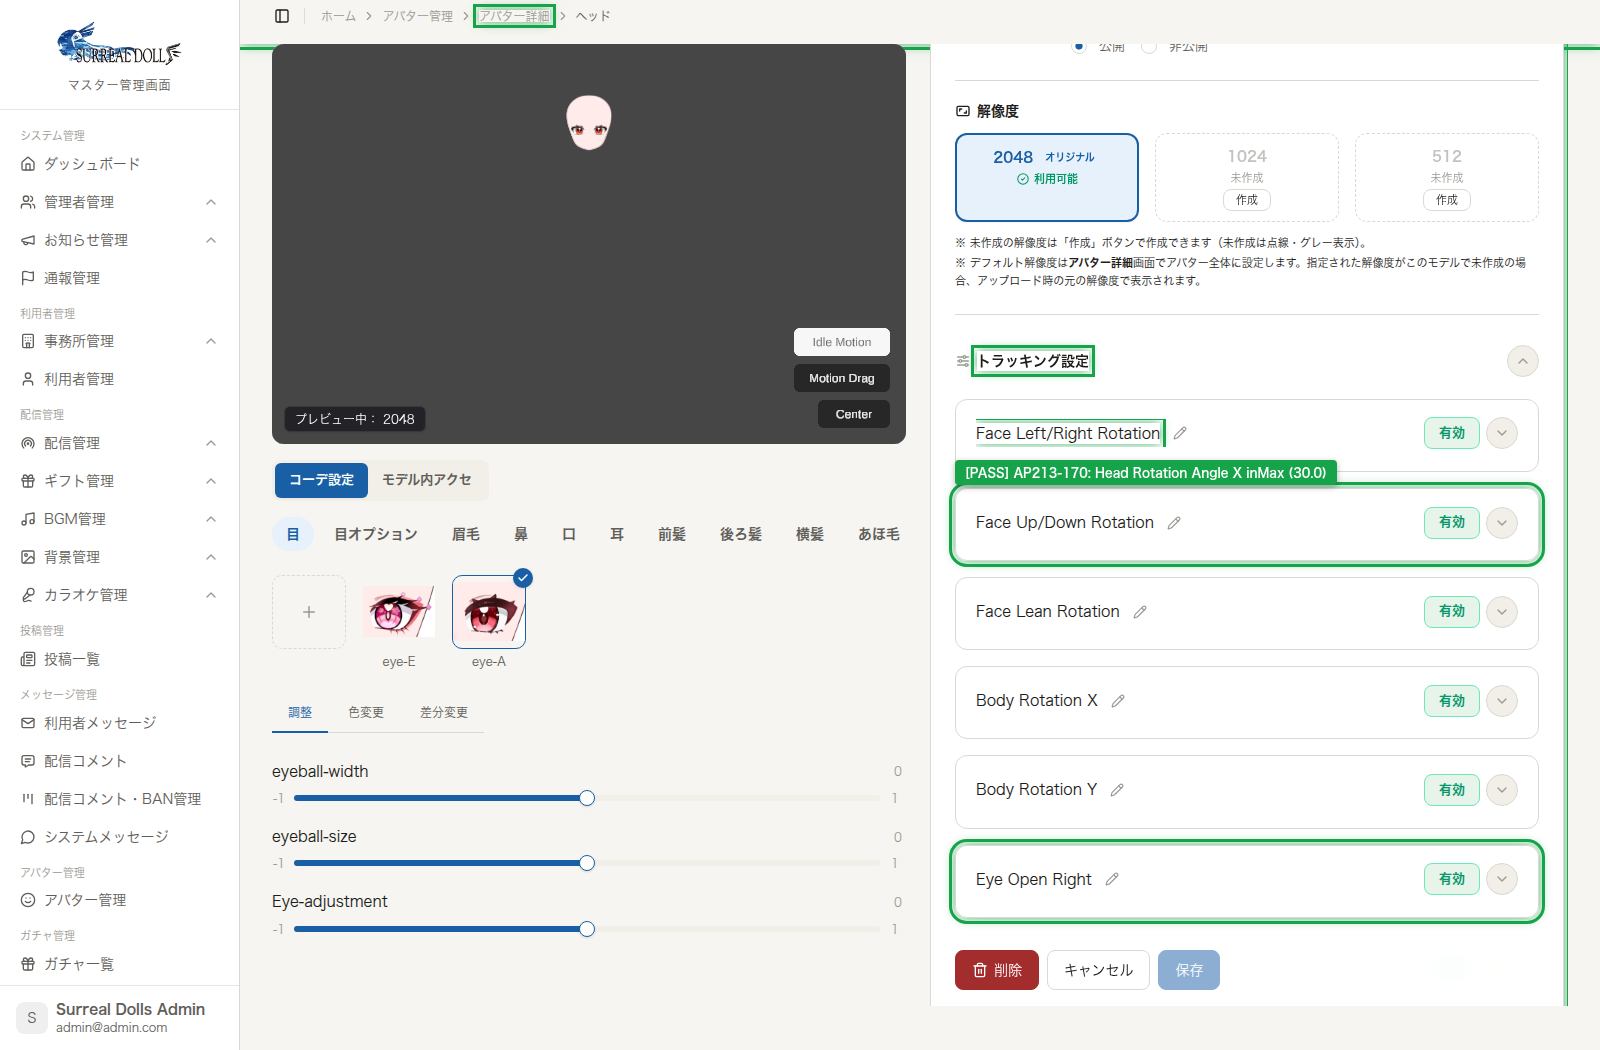 SURREAL DOLL
マスター管理画面
システム管理
ダッシュボード
管理者管理
お知らせ管理
通報管理
利用者管理
事務所管理
利用者管理
配信管理
配信管理
ギフト管理
BGM管理
背景管理
カラオケ管理
投稿管理
投稿一覧
メッセージ管理
利用者メッセージ
配信コメント
配信コメント・BAN管理
システムメッセージ
アバター管理
アバター管理
ガチャ管理
ガチャ一覧
S
Surreal Dolls Admin
admin@admin.com
ホーム > アバター管理 > アバター詳細 > ヘッド
Idle Motion
Motion Drag
Center
プレビュー中： 2048
コーデ設定 モデル内アクセ
目 目オプション 眉毛 鼻 口 耳 前髪 後ろ髪 横髪 あほ毛
eye-E eye-A
調整 色変更 差分変更
eyeball-width 0
-1 1
eyeball-size 0
-1 1
Eye-adjustment 0
-1 1
公開 非公開
解像度
2048 オリジナル
利用可能
1024
未作成
作成
512
未作成
作成
※ 未作成の解像度は「作成」ボタンで作成できます（未作成は点線・グレー表示）。
※ デフォルト解像度はアバター詳細画面でアバター全体に設定します。指定された解像度がこのモデルで未作成の場
合、アップロード時の元の解像度で表示されます。
トラッキング設定
Face Left/Right Rotation 有効
[PASS] AP213-170: Head Rotation Angle X inMax (30.0)
Face Up/Down Rotation 有効
Face Lean Rotation 有効
Body Rotation X 有効
Body Rotation Y 有効
Eye Open Right 有効
削除 キャンセル 保存